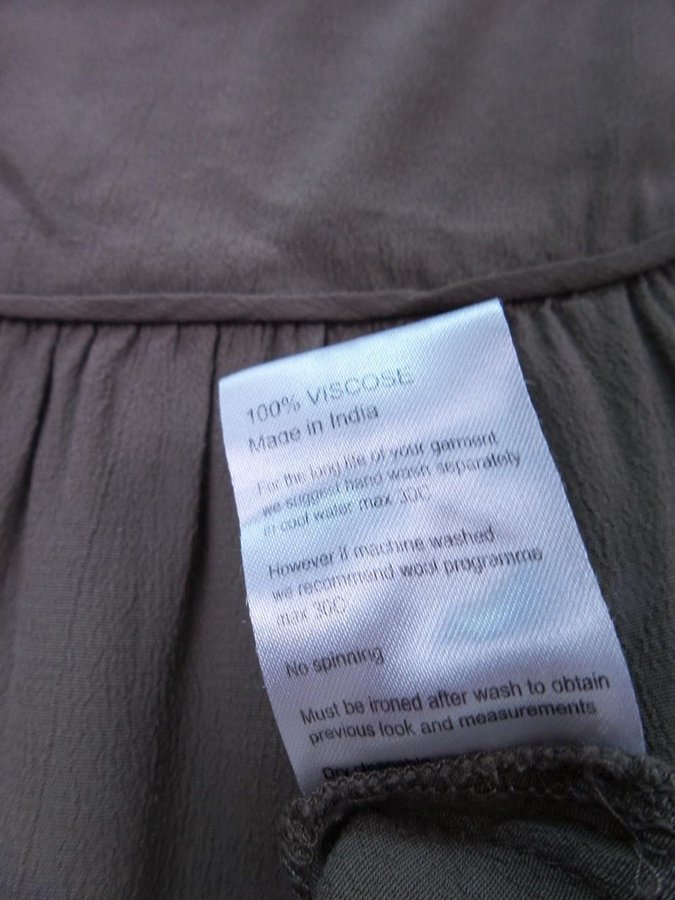 100% VISCOSE
Made in India
For the long life of your garment
we suggest hand wash separately
in cool water max 30C
However if machine washed
we recommend wool programme
max 30C
No spinning
Must be ironed after wash to obtain
previous look and measurements
Dry